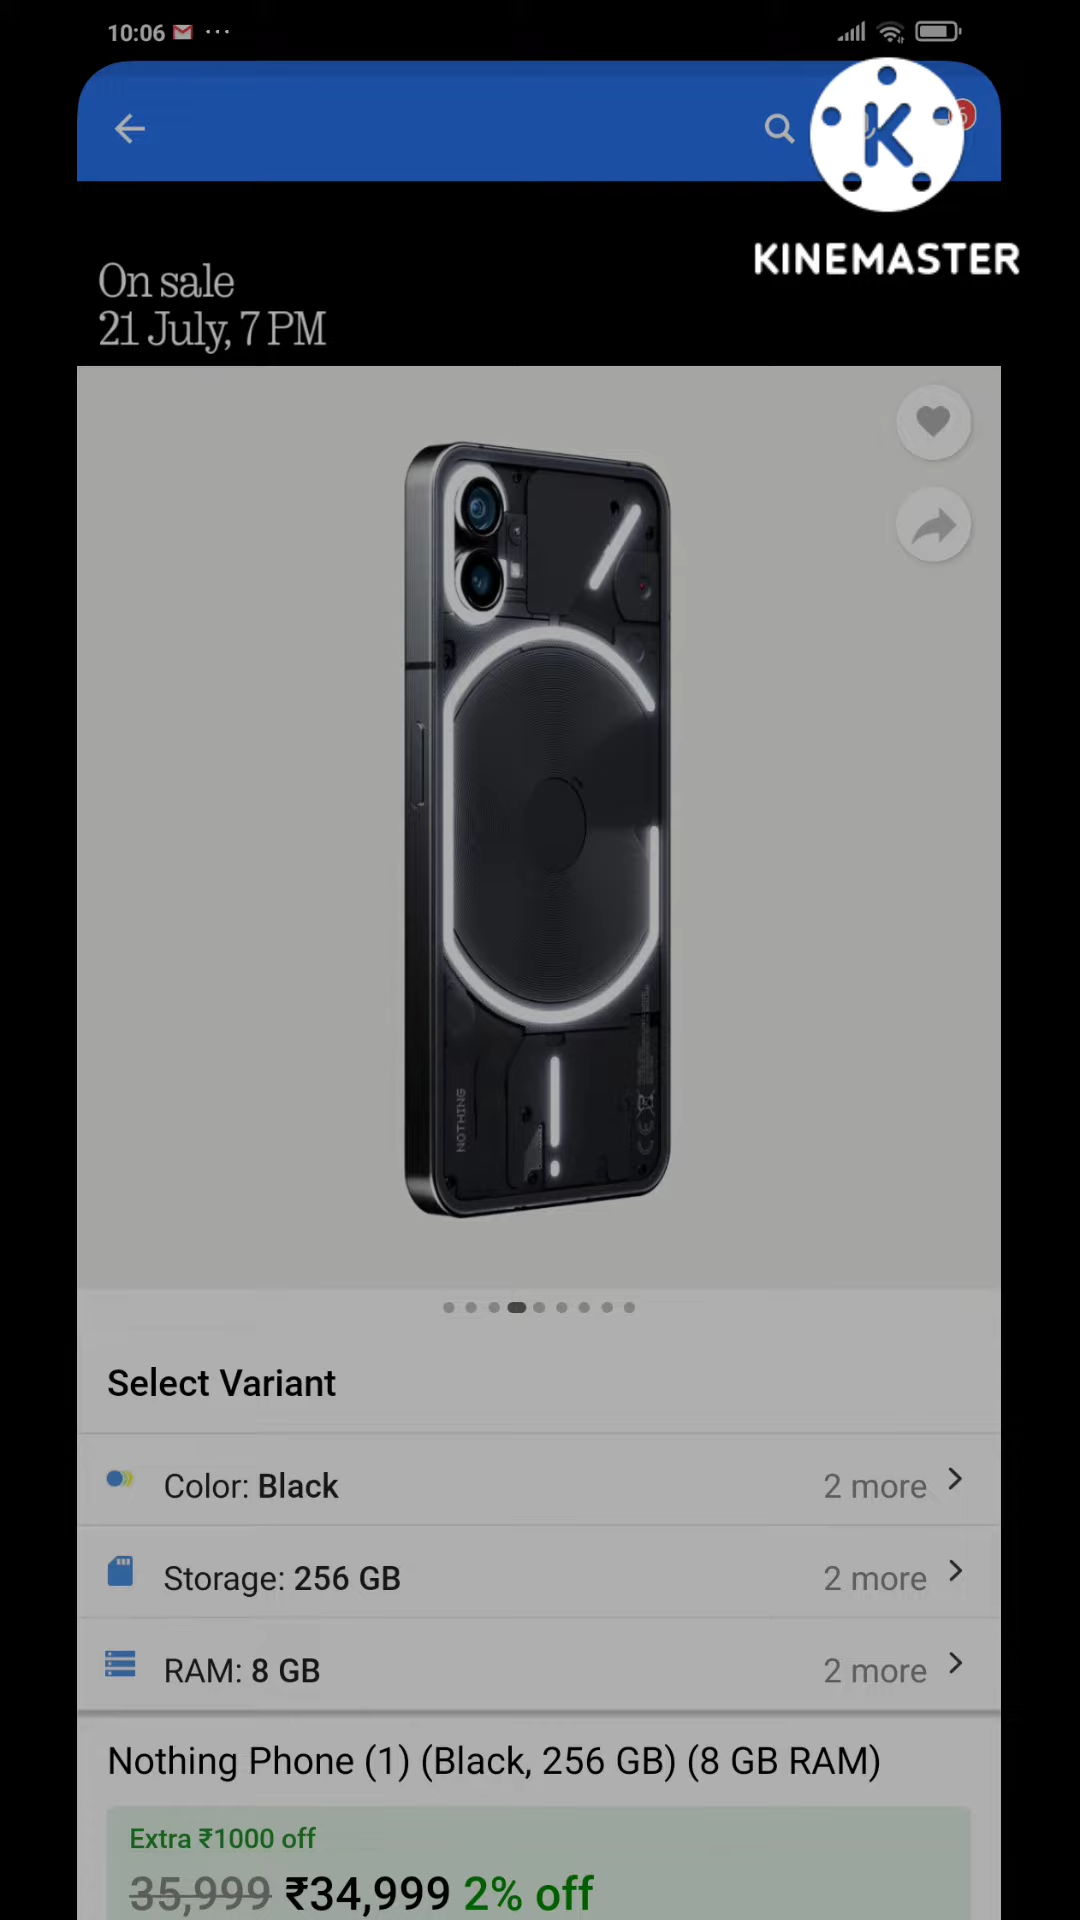 10:06
KINEMASTER
On sale
21 July, 7 PM
NOTHING
Select Variant
Color: Black 2 more
Storage: 256 GB 2 more
RAM: 8 GB 2 more
Nothing Phone (1) (Black, 256 GB) (8 GB RAM)
Extra ₹1000 off
35,999 ₹34,999 2% off